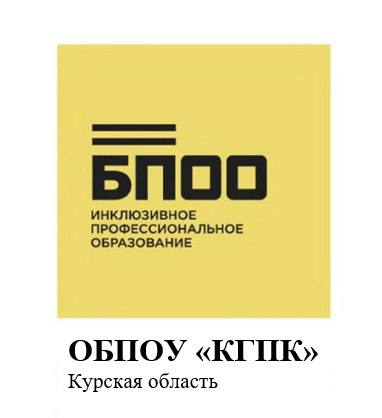 БПОО
ИНКЛЮЗИВНОЕ
ПРОФЕССИОНАЛЬНОЕ
ОБРАЗОВАНИЕ
ОБПОУ «КГПК»
Курская область